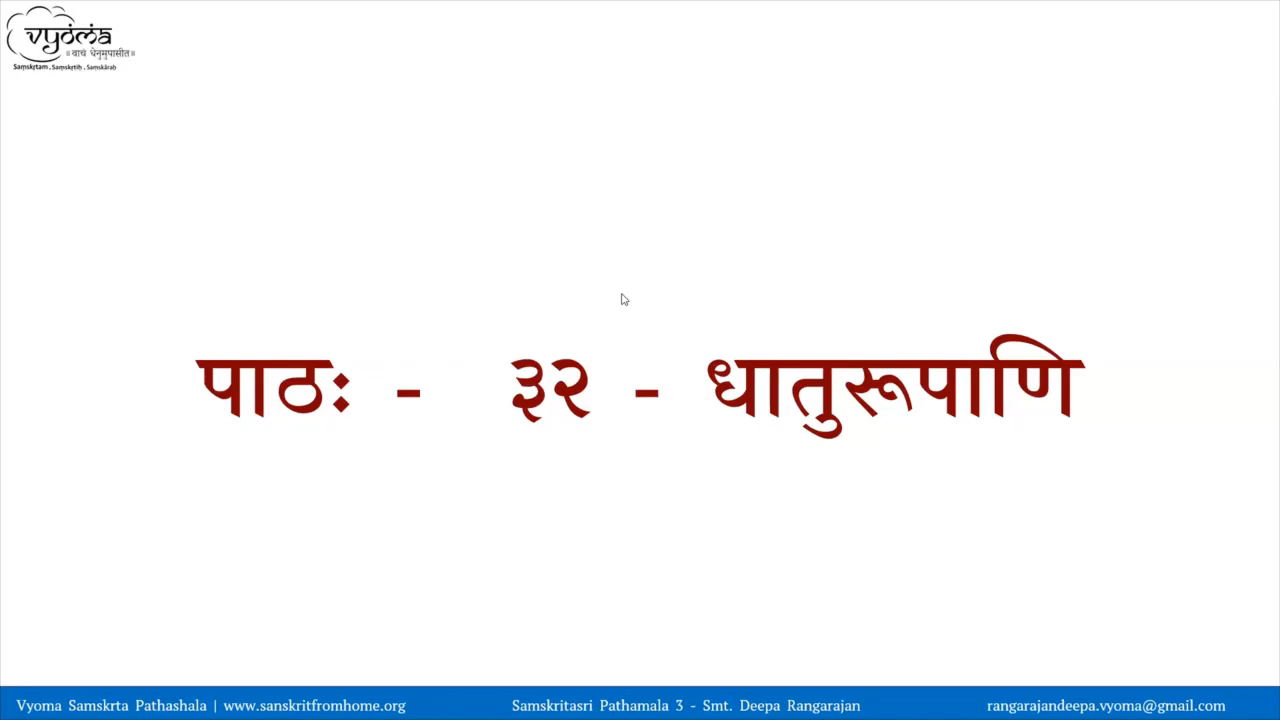 vyoma
॥ वाचं धेनुमुपासीत॥
Saṃskṛtam . Saṃskṛtiḥ . Saṃskāraḥ
पाठः - ३२ - धातुरूपाणि
Vyoma Samskrta Pathashala | www.sanskritfromhome.org
Samskritasri Pathamala 3 - Smt. Deepa Rangarajan
rangarajandeepa.vyoma@gmail.com